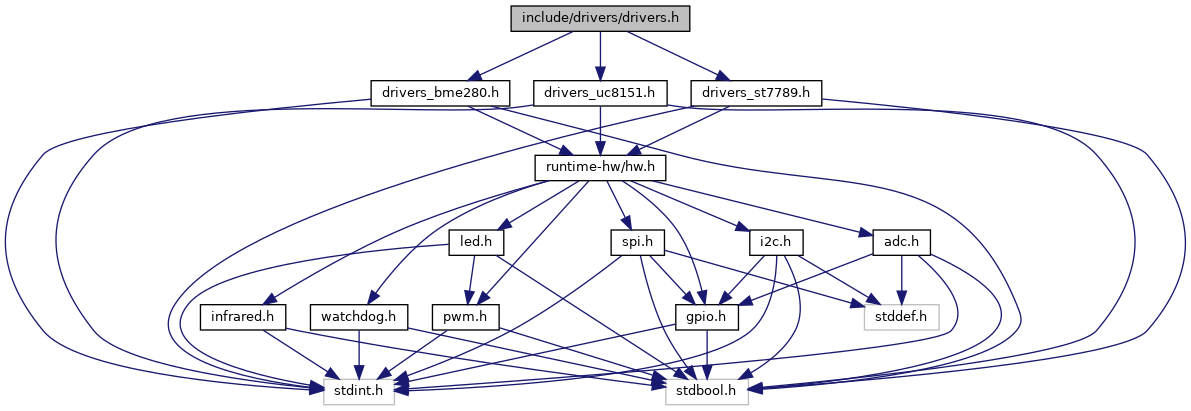 include/drivers/drivers.h
drivers_bme280.h
drivers_uc8151.h
drivers_st7789.h
runtime-hw/hw.h
led.h
spi.h
i2c.h
adc.h
infrared.h
watchdog.h
pwm.h
gpio.h
stddef.h
stdint.h
stdbool.h